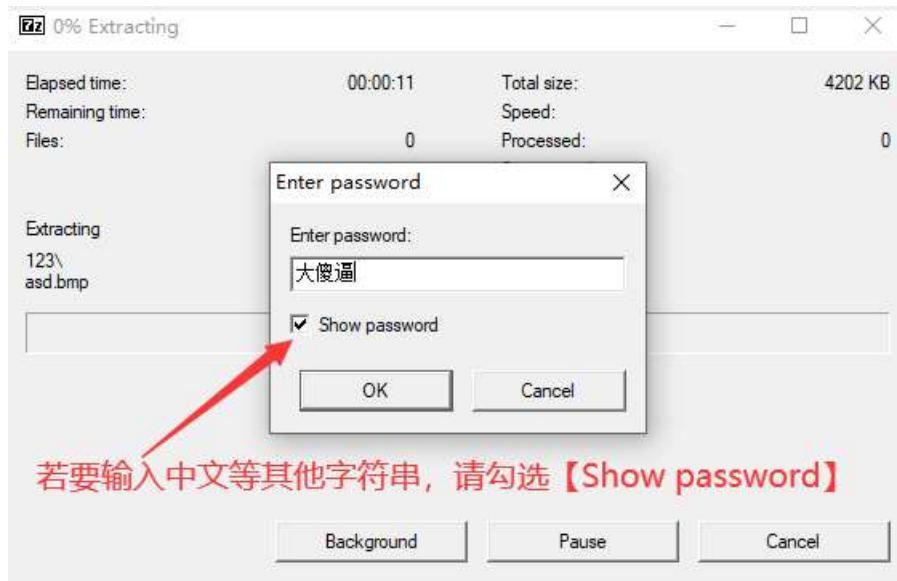 7z 0% Extracting
Elapsed time: 00:00:11 Total size: 4202 KB
Remaining time: Speed:
Files: 0 Processed: 0
Enter password
Extracting
Enter password:
123\
大傻逼
asd.bmp
Show password
OK Cancel
若要输入中文等其他字符串，请勾选【Show password】
Background Pause Cancel